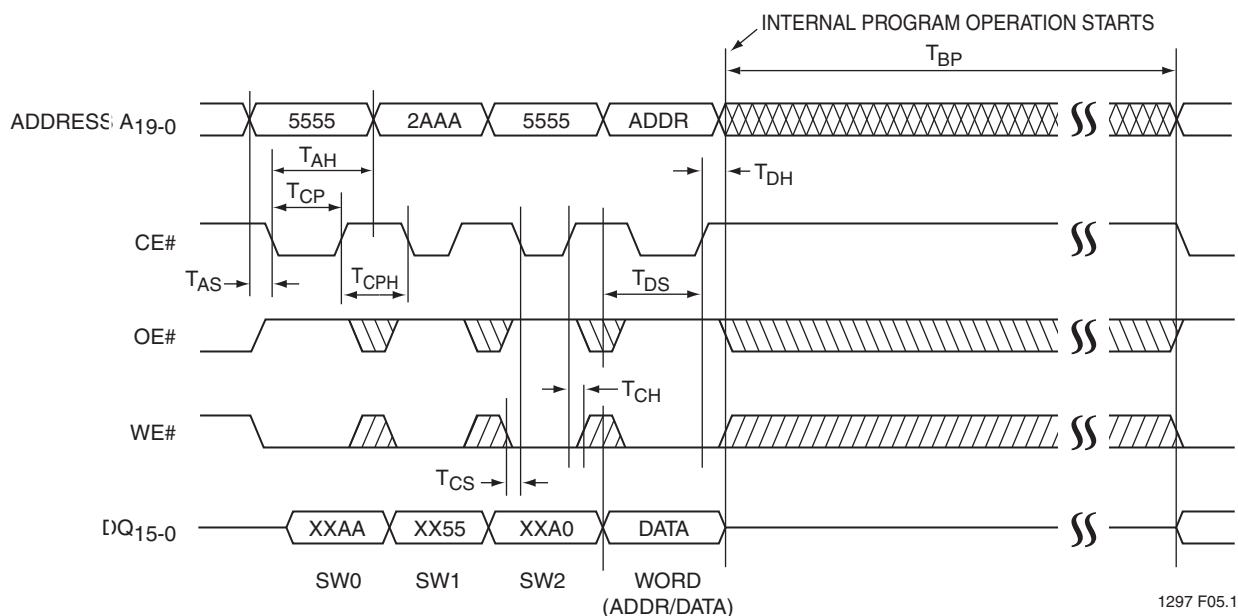 INTERNAL PROGRAM OPERATION STARTS
TBP
ADDRESS A19-0
5555 2AAA 5555 ADDR
TAH
TDH
TCP
CE#
TAS
TCPH
TDS
OE#
TCH
WE#
TCS
DQ15-0
XXAA XX55 XXA0 DATA
SW0 SW1 SW2 WORD
(ADDR/DATA)
1297 F05.1